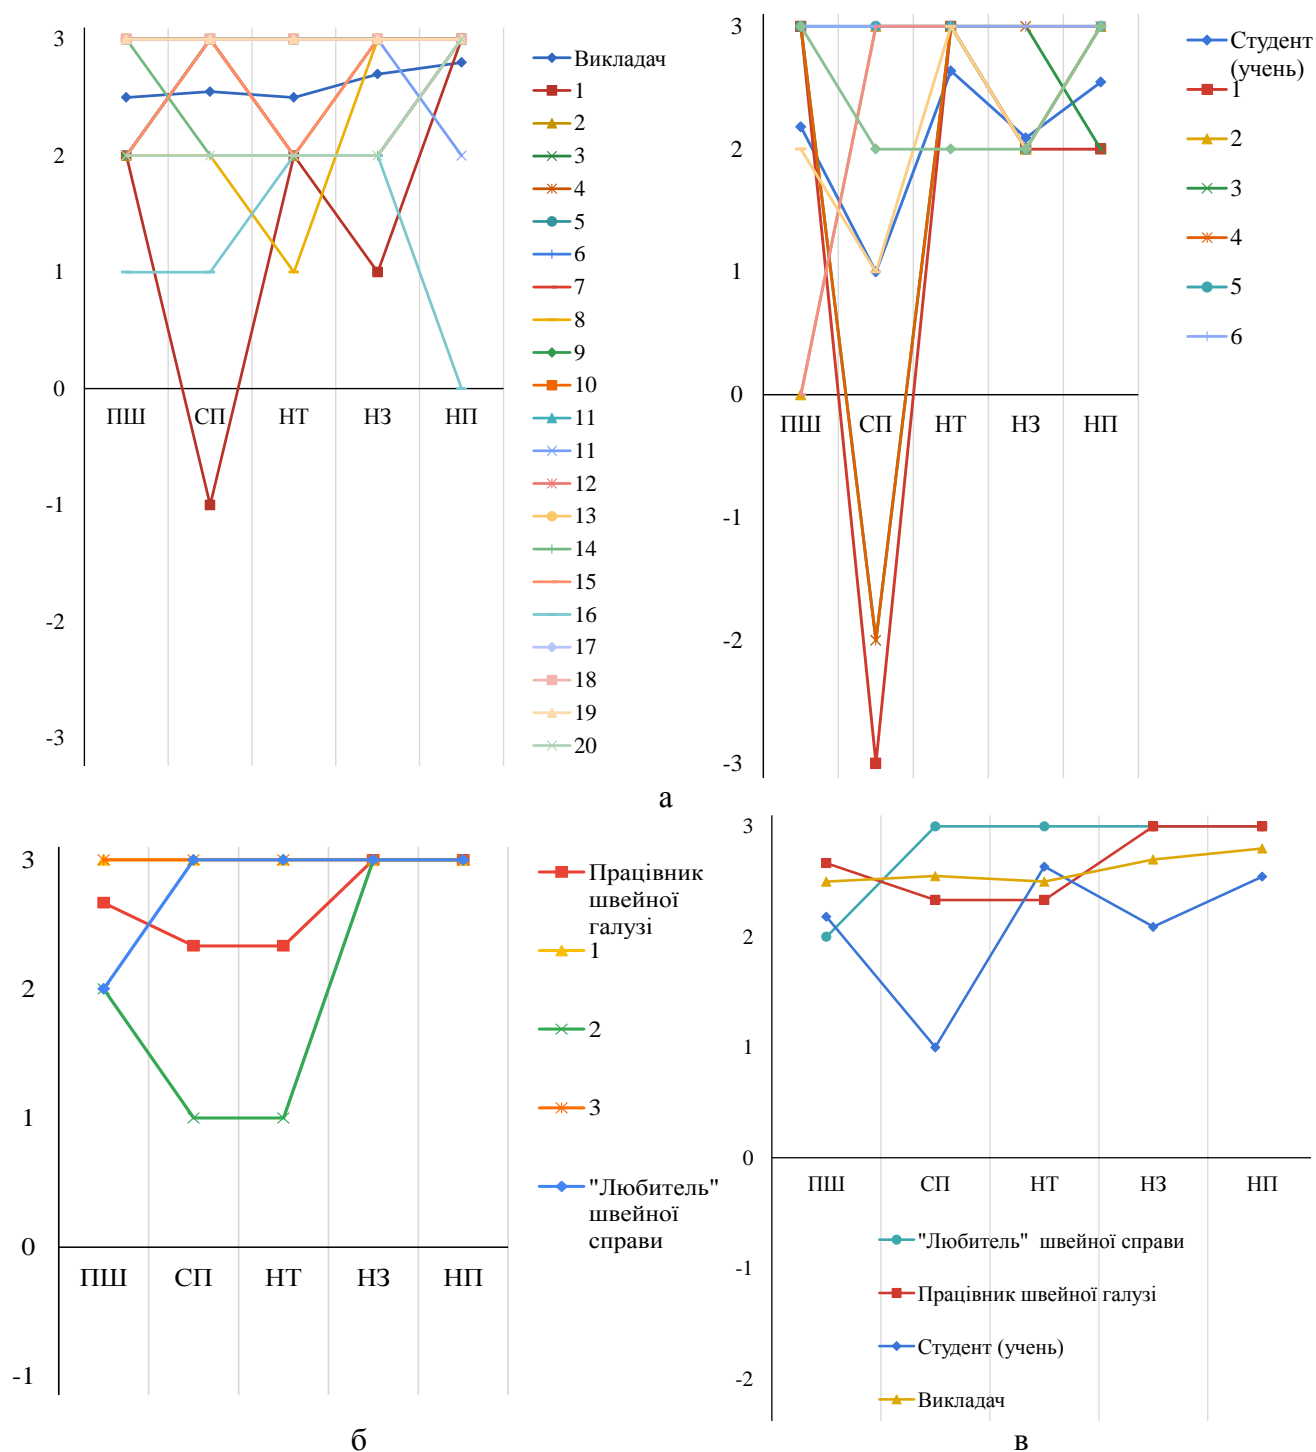 3
2
1
0
-1
-2
-3
ПШ СП НТ НЗ НП
Викладач
1
2
3
4
5
6
7
8
9
10
11
11
12
13
14
15
16
17
18
19
20
3
2
1
0
-1
-2
-3
ПШ СП НТ НЗ НП
Студент
(учень)
1
2
3
4
5
6
а
3
2
1
0
-1
ПШ СП НТ НЗ НП
Працівник
швейної
галузі
1
2
3
"Любитель"
швейної
справи
б
3
2
1
0
-1
-2
ПШ СП НТ НЗ НП
"Любитель" швейної справи
Працівник швейної галузі
Студент (учень)
Викладач
в